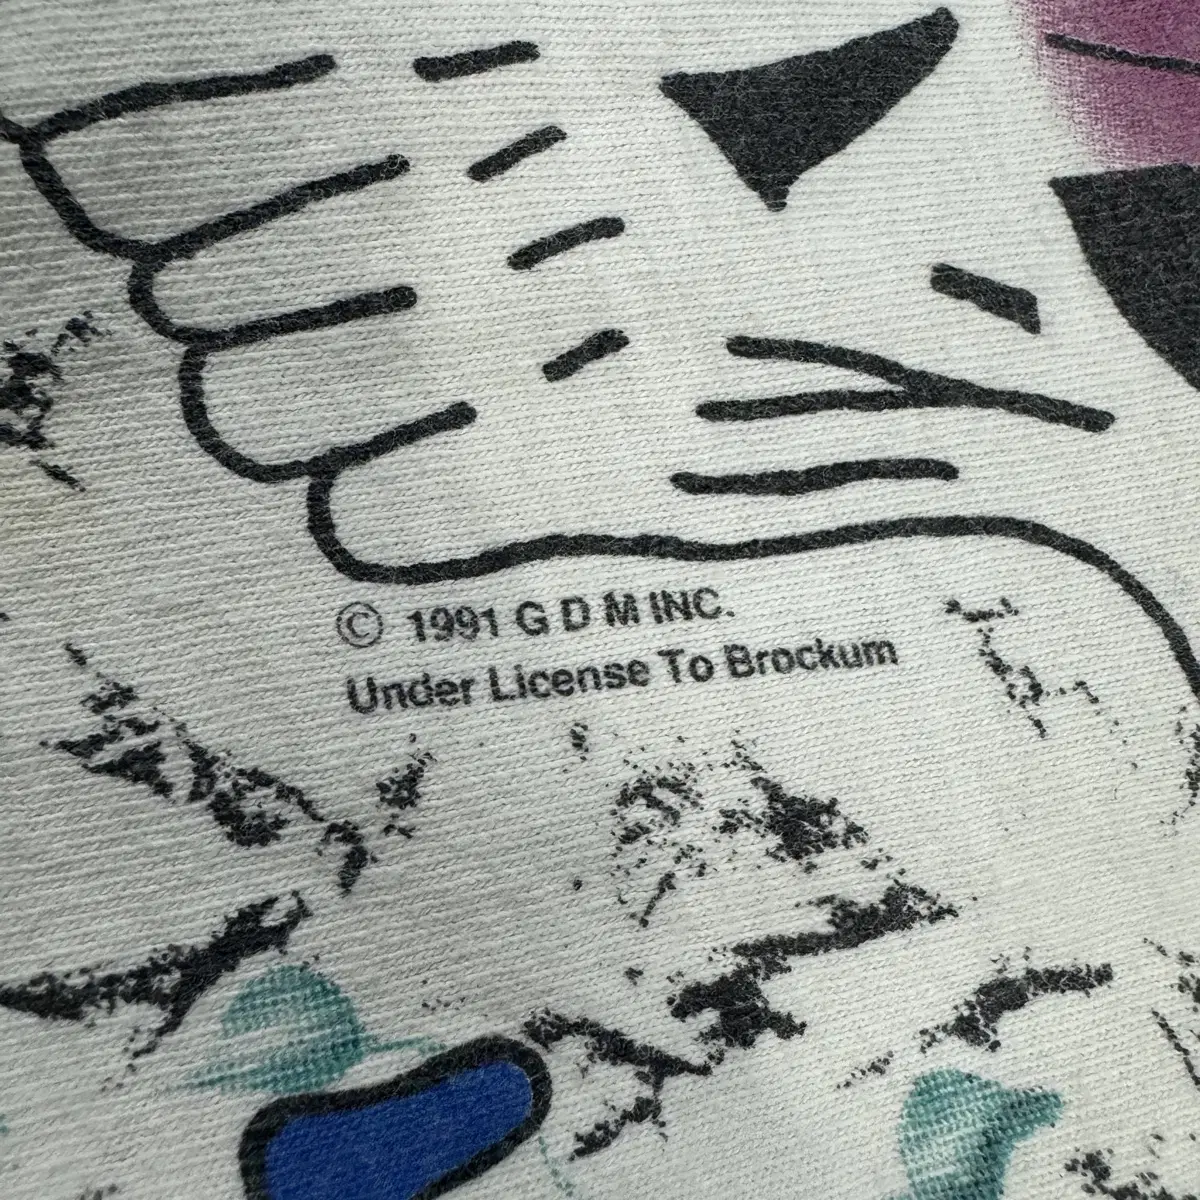 © 1991 G D M INC.
Under License To Brockum